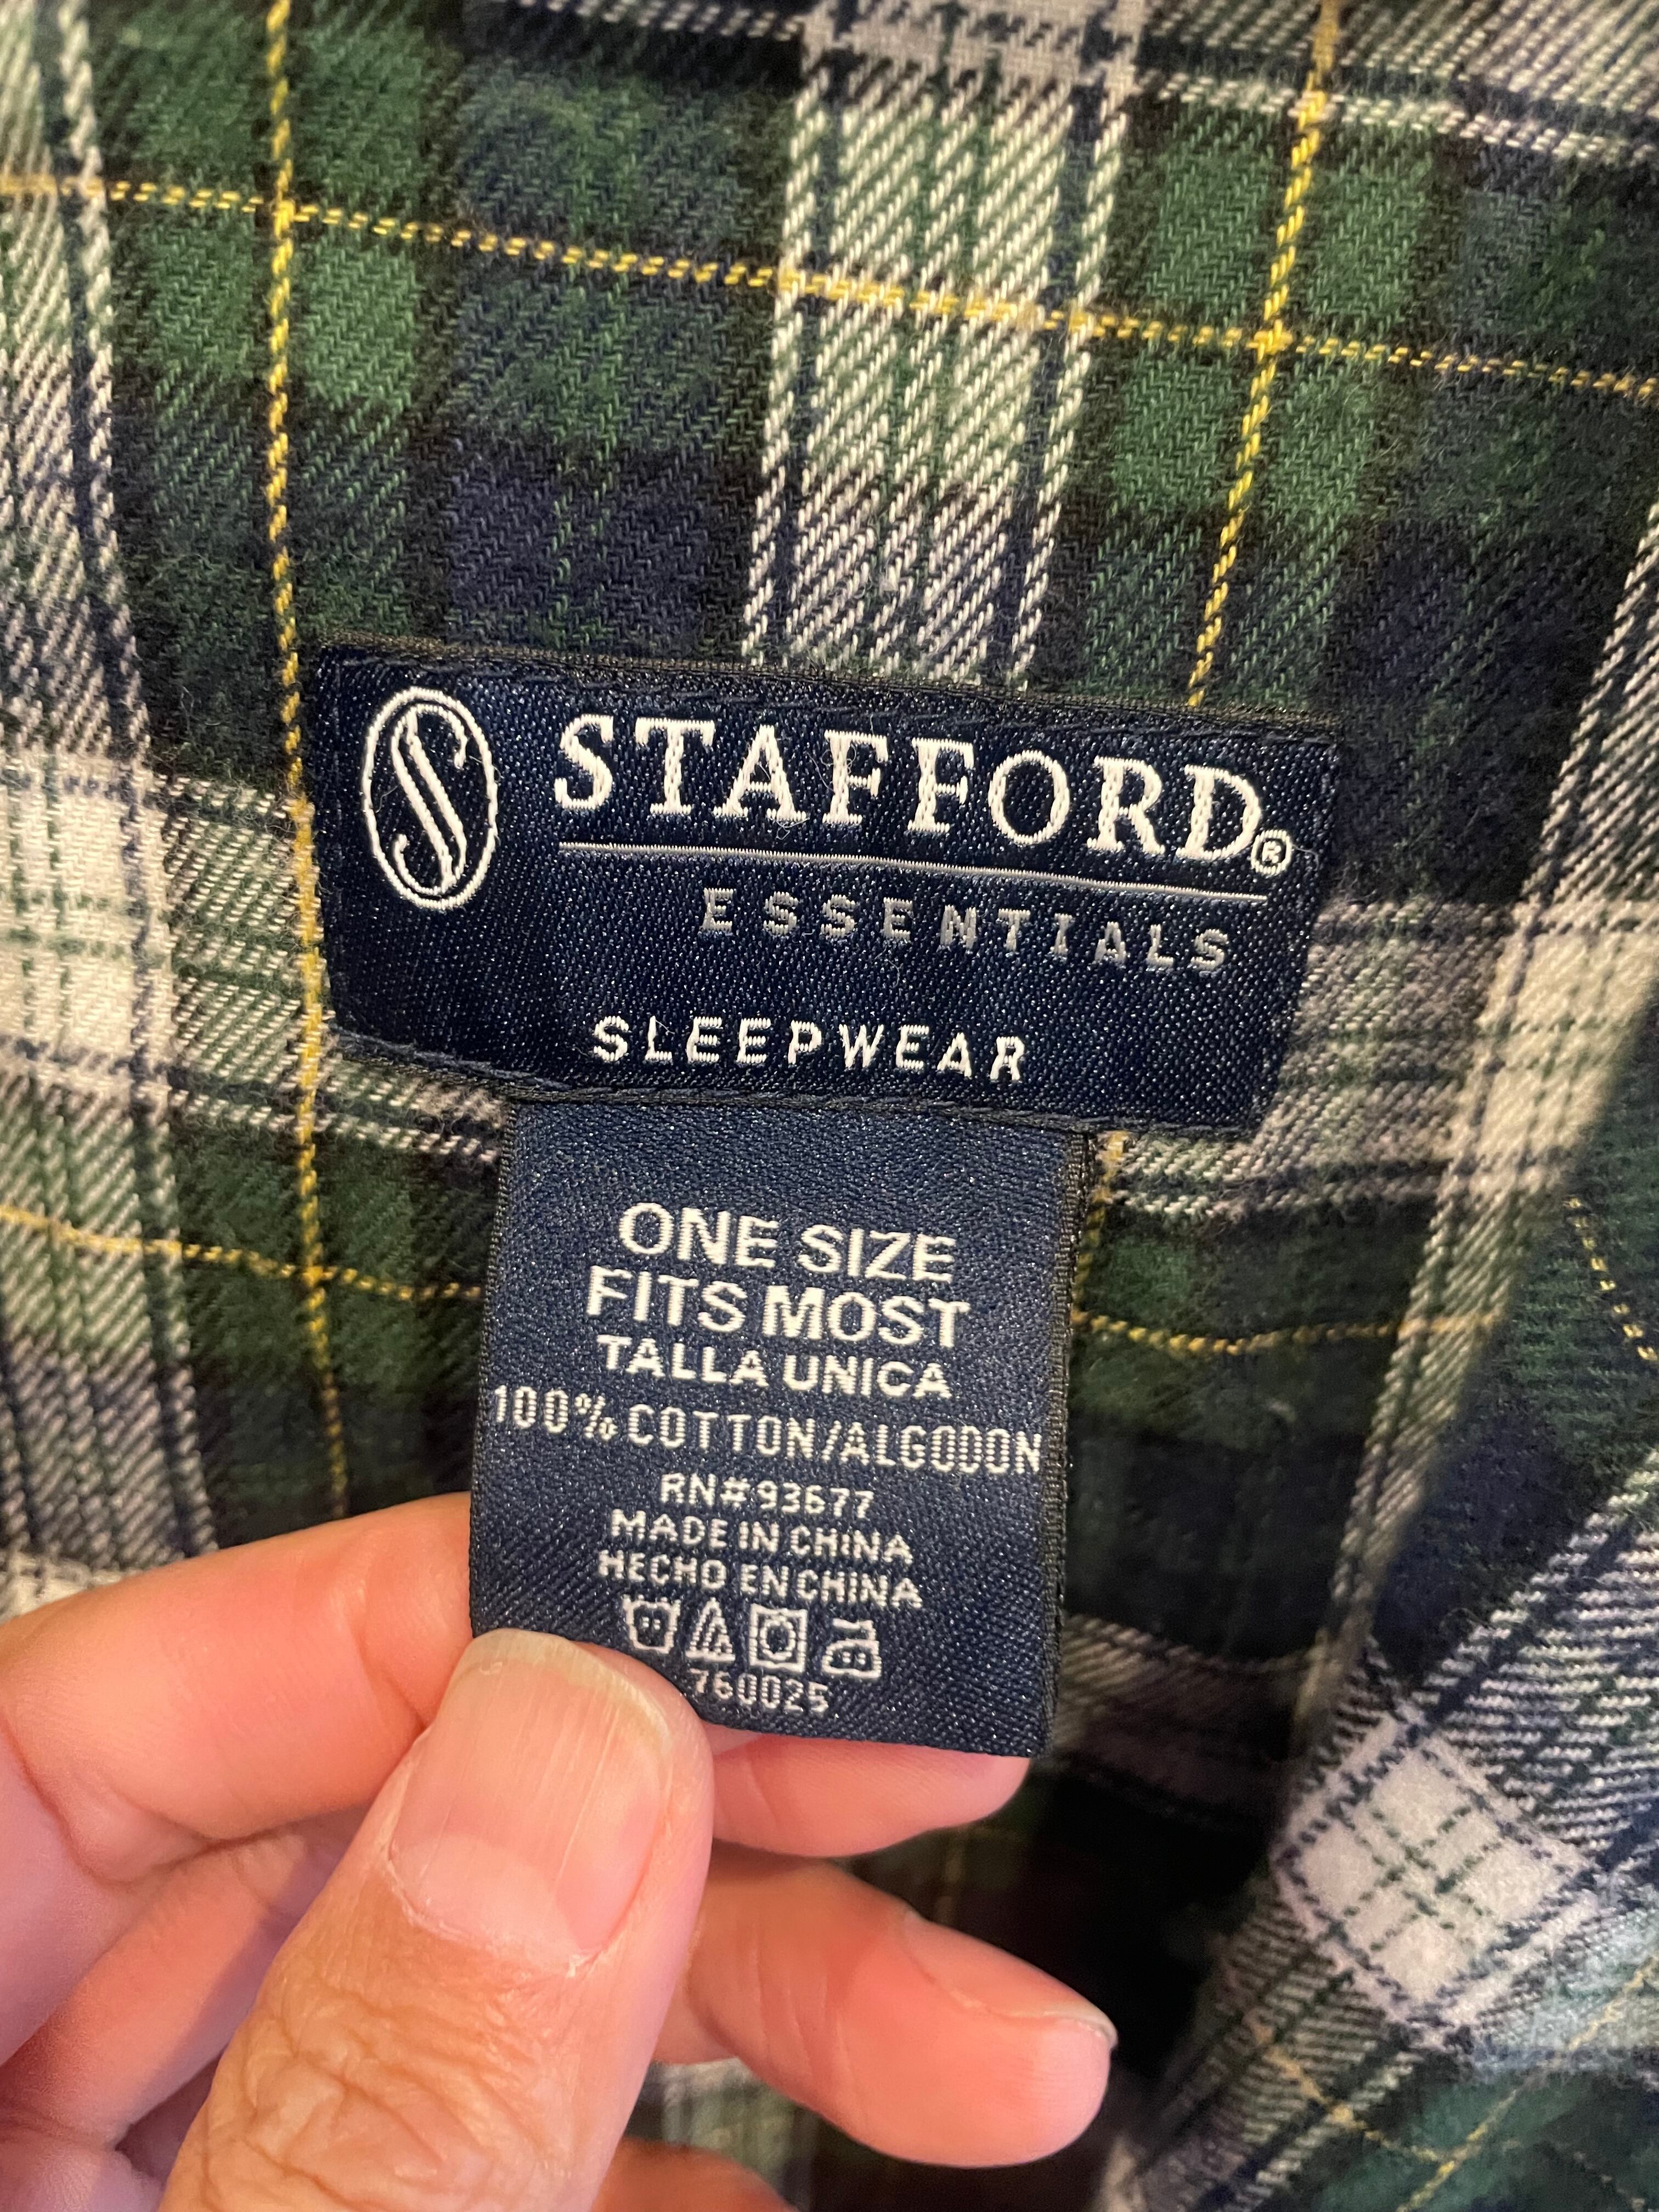 STAFFORD®
ESSENTIALS
SLEEPWEAR
ONE SIZE
FITS MOST
TALLA UNICA
100% COTTON/ALGODON
RN# 93677
MADE IN CHINA
HECHO EN CHINA
760025